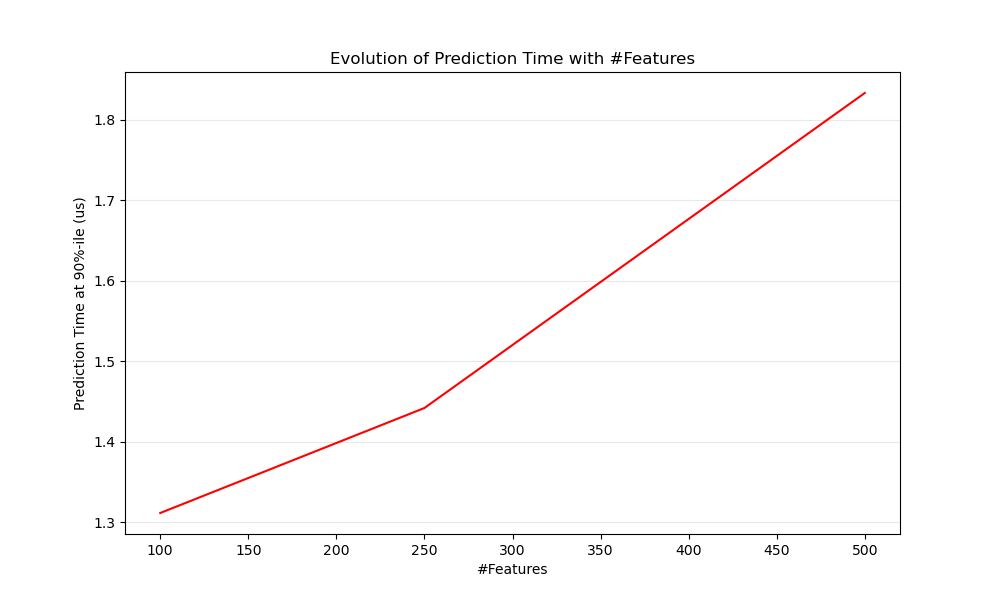 Evolution of Prediction Time with #Features
Prediction Time at 90%-ile (us)
1.8
1.7
1.6
1.5
1.4
1.3
100 150 200 250 300 350 400 450 500
#Features